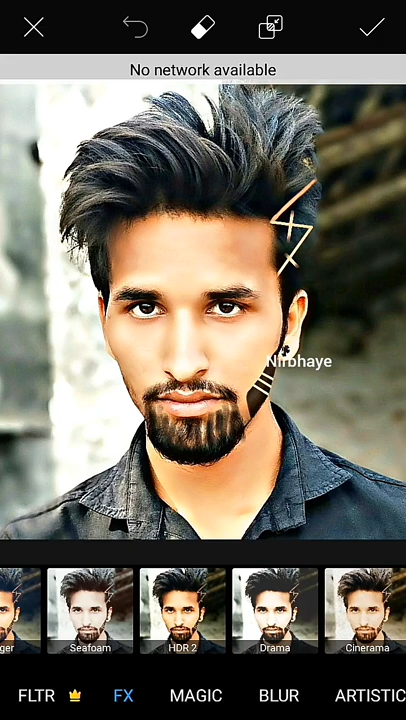 No network available
Nirbhaye
ger
Seafoam
HDR 2
Drama
Cinerama
FLTR
FX
MAGIC
BLUR
ARTISTIC